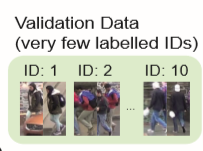 Validation Data
(very few labelled IDs)
ID: 1 ID: 2 ID: 10
...